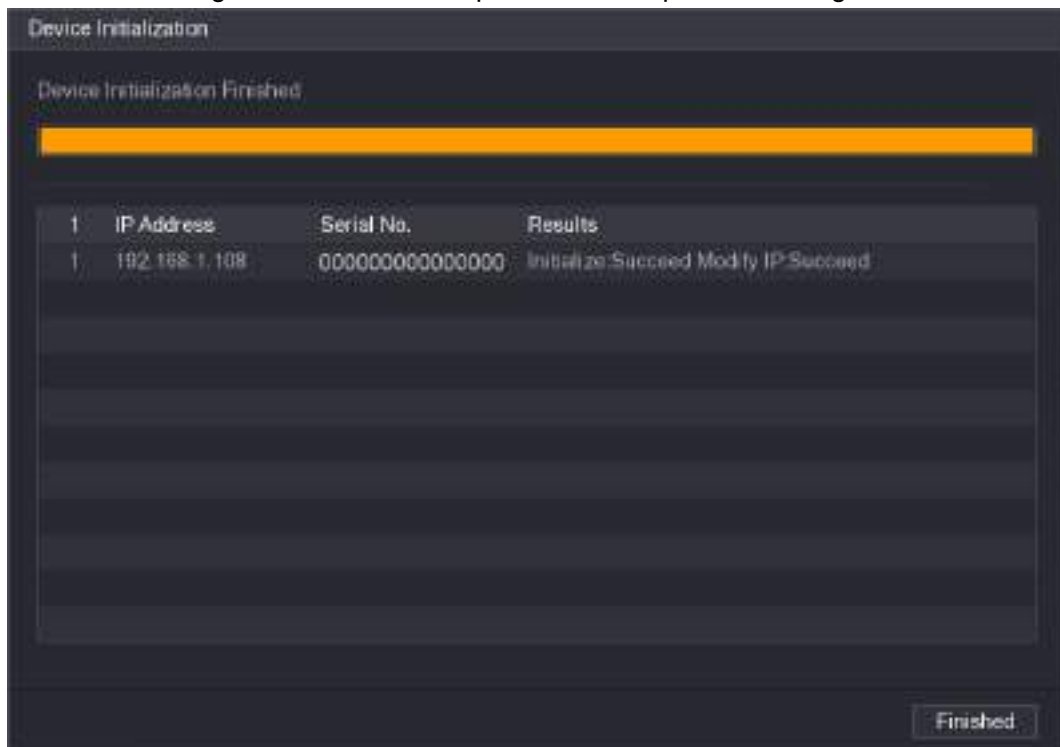 Device Initialization
Device Initialization Finished
1 IP Address Serial No. Results
1 192.168.1.108 000000000000000 Initialize:Succeed Modify IP:Succeed
Finished